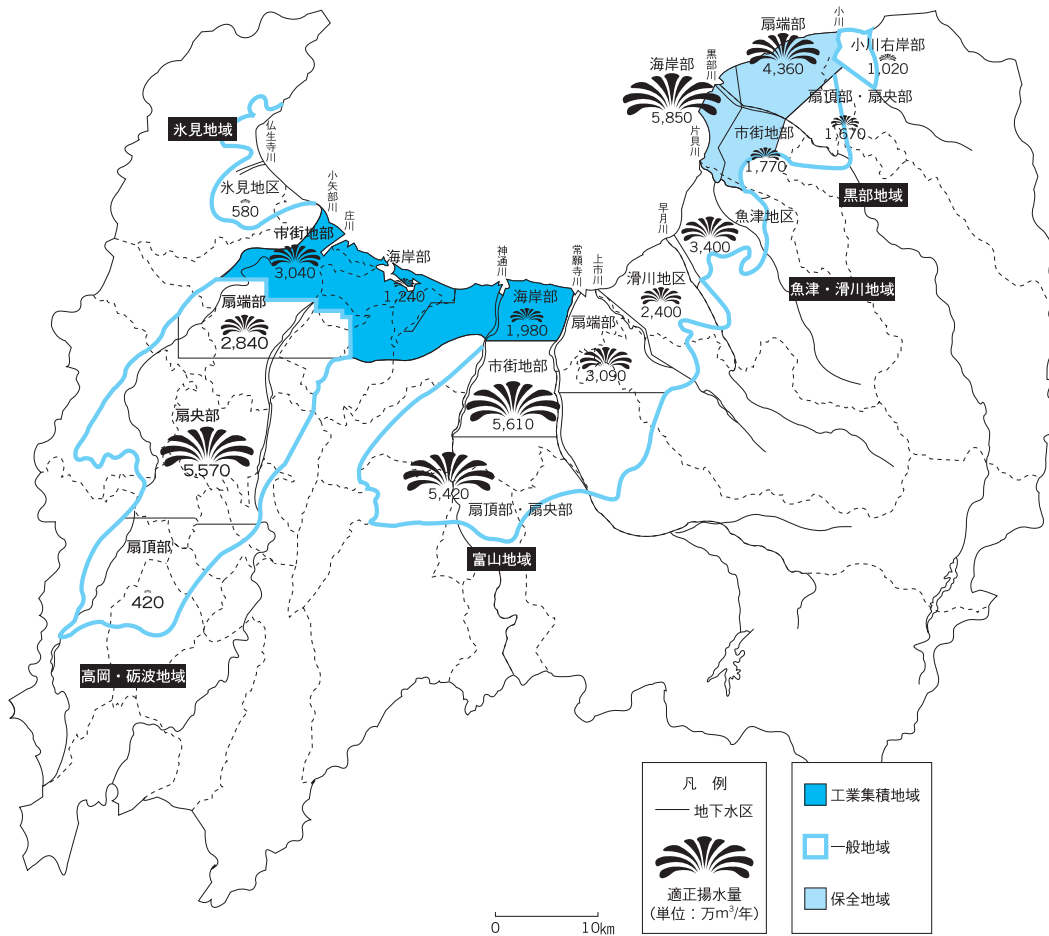 小川
扇端部
4,360
小川右岸部
1,020
黒部川
海岸部
5,850
扇頂部・扇央部
1,670
市街地部
1,770
片貝川
黒部地域
氷見地域
仏生寺川
氷見地区
580
小矢部川
庄川
市街地部
3,040
海岸部
1,240
神通川
海岸部
1,980
常願寺川
上市川
早月川
魚津地区
3,400
滑川地区
2,400
魚津・滑川地域
扇端部
2,840
扇端部
3,090
市街地部
5,610
扇央部
5,570
5,420
扇頂部 扇央部
富山地域
扇頂部
420
高岡・砺波地域
凡 例
地下水区
適正揚水量
(単位：万m³/年)
工業集積地域
一般地域
保全地域
0 10km